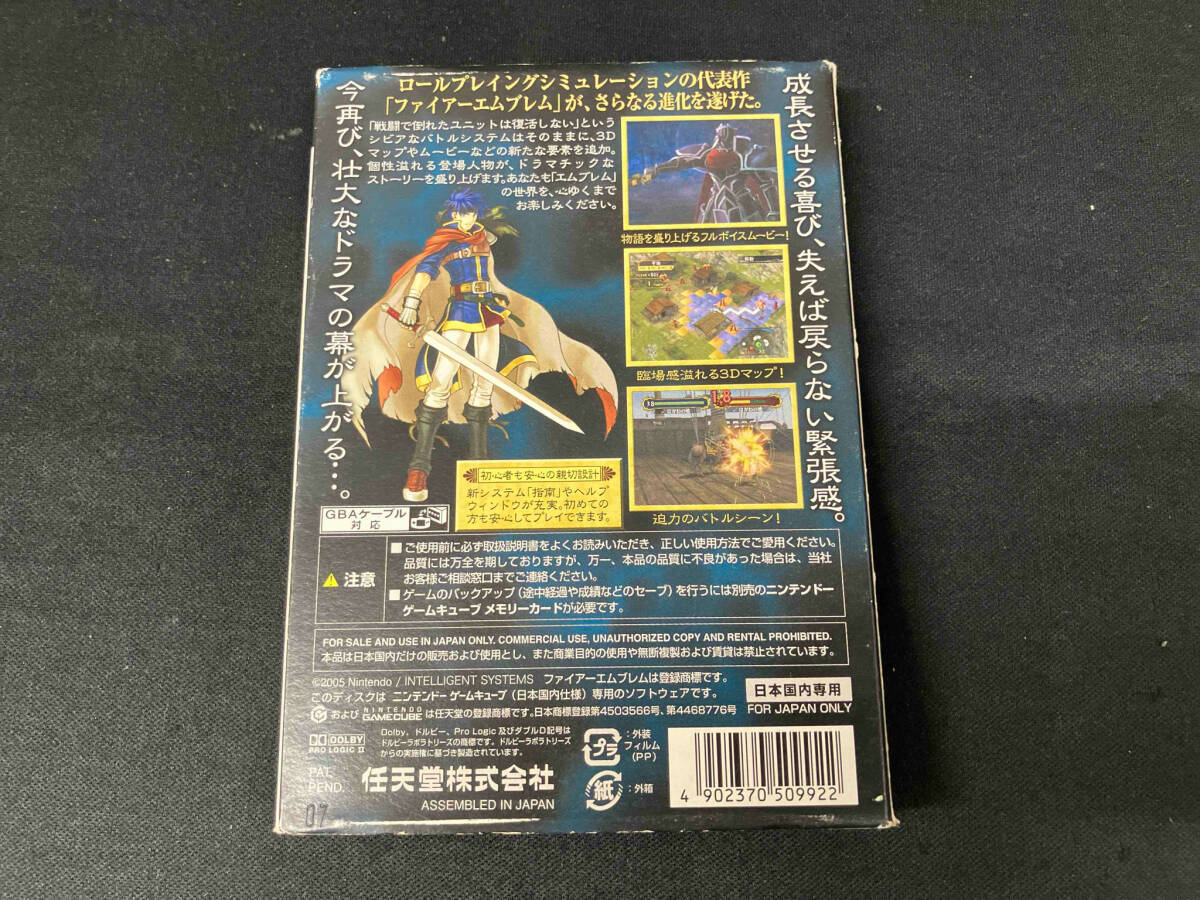 ロールプレイングシミュレーションの代表作
「ファイアーエムブレム」が、さらなる進化を遂げた。
成長させる喜び、失えば戻らない緊張感。
今再び、壮大なドラマの幕が上がる…。
「戦闘で倒れたユニットは復活しない」という
シビアなバトルシステムはそのままに、3D
マップやムービーなどの新たな要素を追加。
個性溢れる登場人物が、ドラマチックな
ストーリーを盛り上げます。あなたも「エムブレム」
の世界を、心ゆくまで
お楽しみください。
物語を盛り上げるフルボイスムービー!
臨場感溢れる3Dマップ!
38
18
迫力のバトルシーン!
初心者も安心の親切設計
新システム「指南」やヘルプ
ウィンドウが充実。初めての
方も安心してプレイできます。
GBAケーブル
対応
注意
■ご使用前に必ず取扱説明書をよくお読みいただき、正しい使用方法でご愛用ください。
品質には万全を期しておりますが、万一、本品の品質に不良があった場合は、当社
お客様ご相談窓口までご連絡ください。
■ゲームのバックアップ(途中経過や成績などのセーブ)を行うには別売のニンテンドー
ゲームキューブ メモリーカードが必要です。
FOR SALE AND USE IN JAPAN ONLY. COMMERCIAL USE, UNAUTHORIZED COPY AND RENTAL PROHIBITED.
本品は日本国内だけの販売および使用とし、また商業目的の使用や無断複製および賃貸は禁止されています。
©2005 Nintendo / INTELLIGENT SYSTEMS ファイアーエムブレムは登録商標です。
このディスクは ニンテンドー ゲームキューブ(日本国内仕様)専用のソフトウェアです。
および NINTENDO GAMECUBE は任天堂の登録商標です。日本商標登録第4503566号、第4468776号
日本国内専用
FOR JAPAN ONLY
DOLBY
PRO LOGIC II
Dolby、ドルビー、Pro Logic 及びダブルD記号は
ドルビーラボラトリーズの商標です。ドルビーラボラトリーズ
からの実施権に基づき製造されています。
プラ
:外装
フィルム
(PP)
紙
:外箱
PAT.
PEND.
任天堂株式会社
ASSEMBLED IN JAPAN
07
4 902370 509922